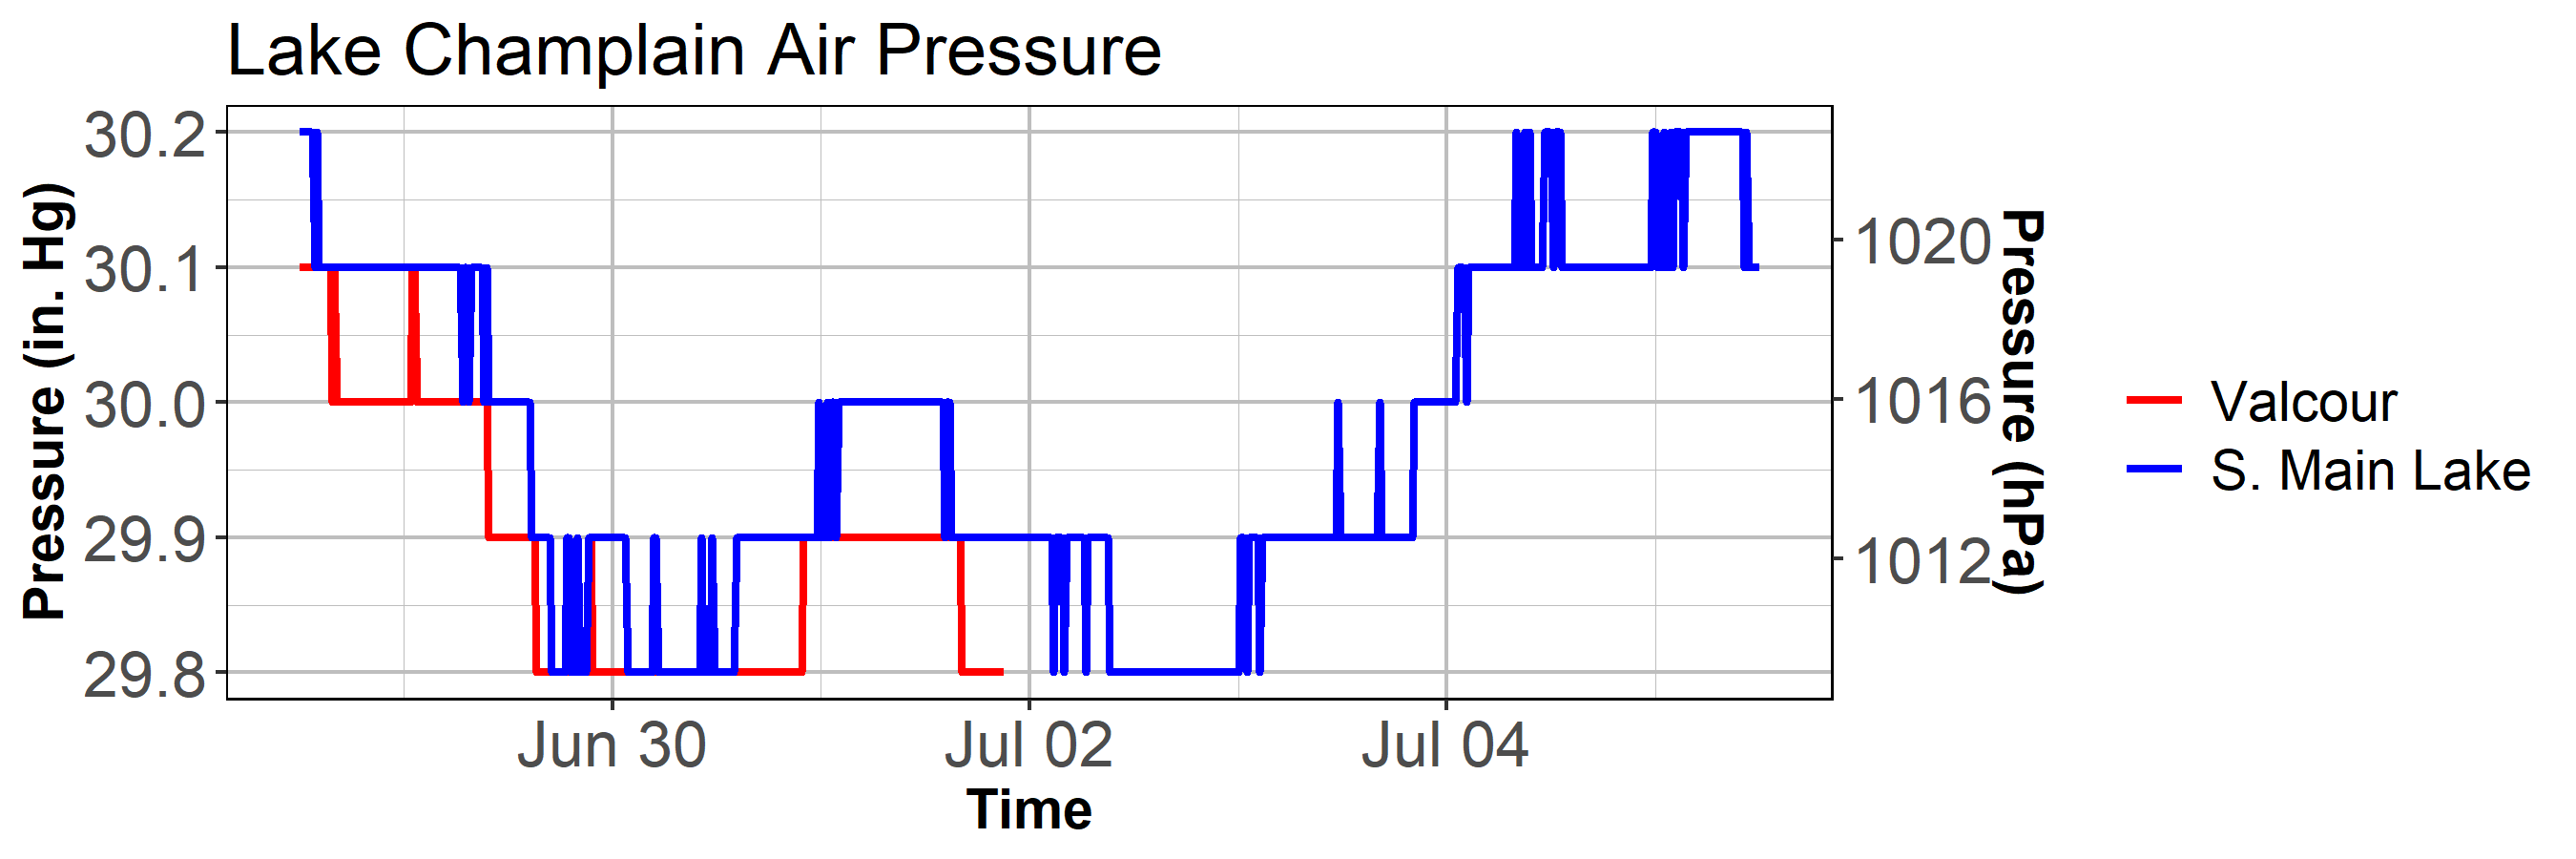 Lake Champlain Air Pressure
Pressure (in. Hg)
30.2
30.1
30.0
29.9
29.8
Jun 30
Jul 02
Jul 04
Time
1020
1016
1012
Pressure (hPa)
Valcour
S. Main Lake